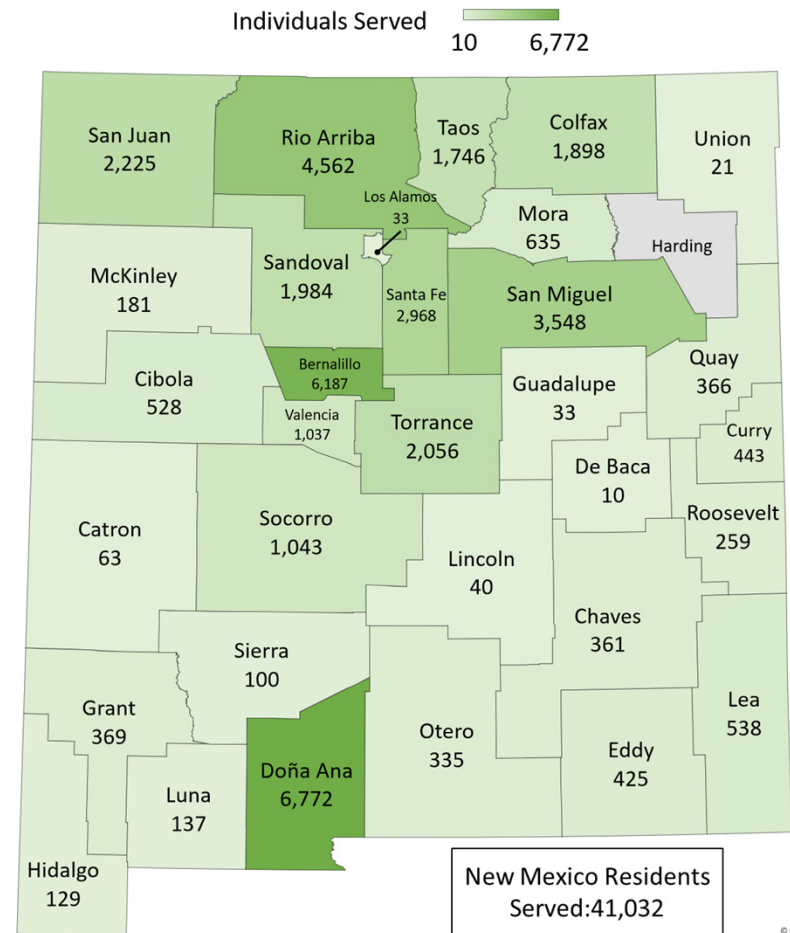 Individuals Served
10
6,772
San Juan
2,225
Rio Arriba
4,562
Taos
1,746
Colfax
1,898
Union
21
Los Alamos
33
Mora
635
Harding
McKinley
181
Sandoval
1,984
Santa Fe
2,968
San Miguel
3,548
Quay
366
Cibola
528
Bernalillo
6,187
Valencia
1,037
Torrance
2,056
Guadalupe
33
Curry
443
De Baca
10
Roosevelt
259
Catron
63
Socorro
1,043
Lincoln
40
Chaves
361
Sierra
100
Grant
369
Otero
335
Lea
538
Eddy
425
Doña Ana
6,772
Luna
137
Hidalgo
129
New Mexico Residents
Served:41,032